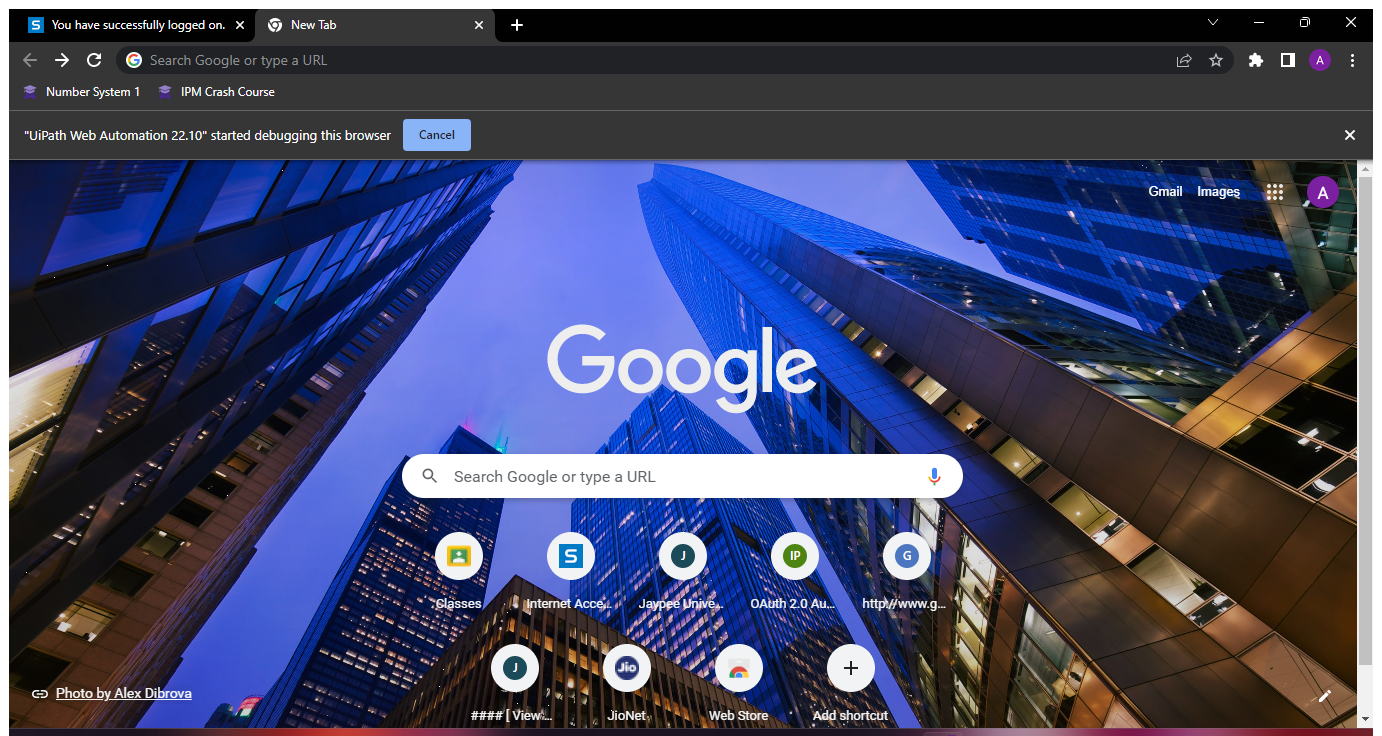 S You have successfully logged on. New Tab
Search Google or type a URL A
Number System 1 IPM Crash Course
"UiPath Web Automation 22.10" started debugging this browser Cancel
Gmail Images A
Google
Search Google or type a URL
S J IP G
Classes Internet Acce... Jaypee Unive... OAuth 2.0 Au... http://www.g...
J Jio
#### [ View ... JioNet Web Store Add shortcut
Photo by Alex Dibrova